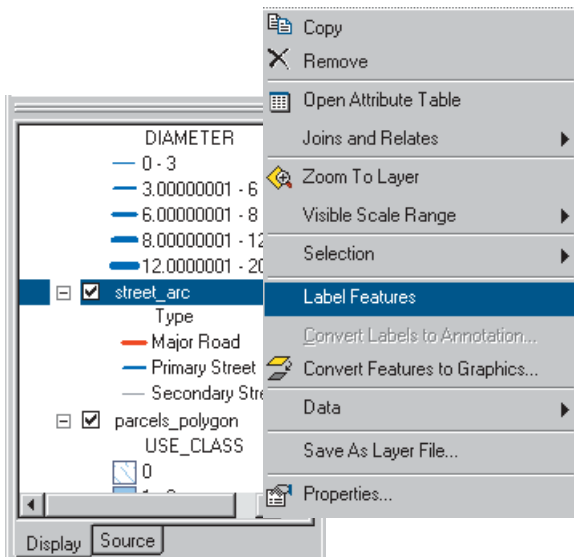 DIAMETER
0 - 3
3.00000001 - 6
6.00000001 - 8
8.0000001 - 12
12.0000001 - 20
street_arc
Type
Major Road
Primary Street
Secondary Stre
parcels_polygon
USE_CLASS
0
Display
Source
Copy
Remove
Open Attribute Table
Joins and Relates
Zoom To Layer
Visible Scale Range
Selection
Label Features
Convert Labels to Annotation...
Convert Features to Graphics...
Data
Save As Layer File...
Properties...